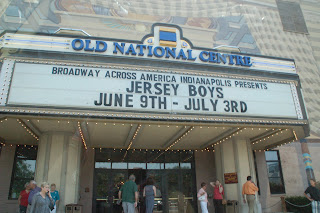 OLD NATIONAL CENTRE
BROADWAY ACROSS AMERICA INDIANAPOLIS PRESENTS
JERSEY BOYS
JUNE 9TH - JULY 3RD